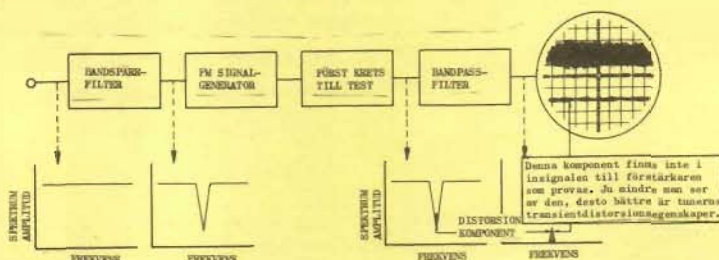 BANDSPÄRR-
FILTER
FM SIGNAL-
GENERATOR
FÖRST KRETS
TILL TEST
BANDPASS-
FILTER
SPEKTRUM
AMPLITUD
FREKVENS
FREKVENS
SPEKTRUM
AMPLITUD
DISTORSION
KOMPONENT
FREKVENS
FREKVENS
Denna komponent finns inte i
insignalen till förstärkaren
som provas. Ju mindre man ser
av den, desto bättre är tunerns
transientdistorsionsegenskaper.